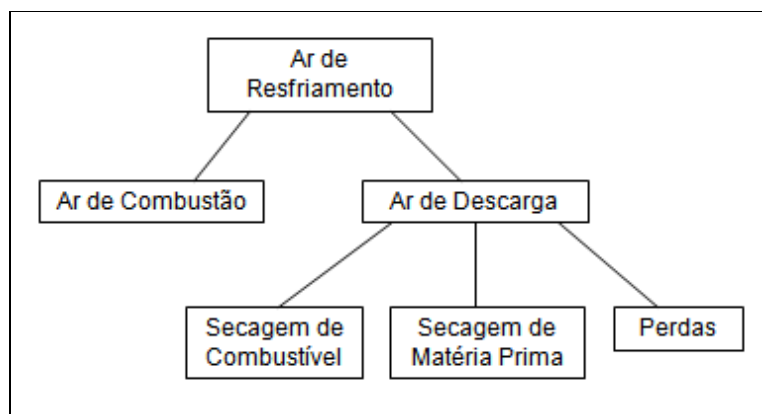 Ar de
Resfriamento
Ar de Combustão
Ar de Descarga
Secagem de
Combustível
Secagem de
Matéria Prima
Perdas